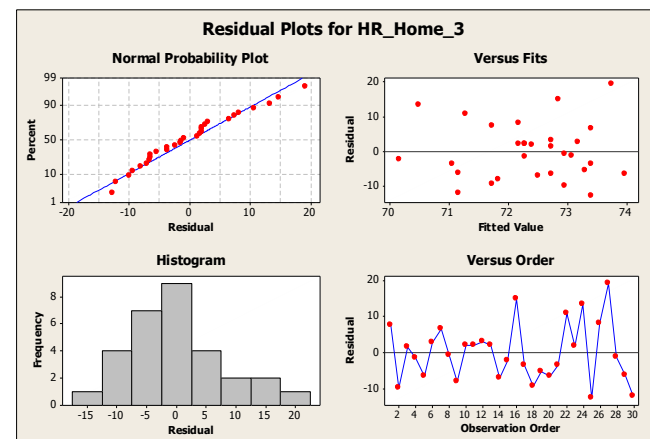 Residual Plots for HR_Home_3
Normal Probability Plot
99
90
50
10
1
Percent
-20 -10 0 10 20
Residual
Versus Fits
20
10
0
-10
Residual
70 71 72 73 74
Fitted Value
Histogram
8
6
4
2
0
Frequency
-15 -10 -5 0 5 10 15 20
Residual
Versus Order
20
10
0
-10
Residual
2 4 6 8 10 12 14 16 18 20 22 24 26 28 30
Observation Order